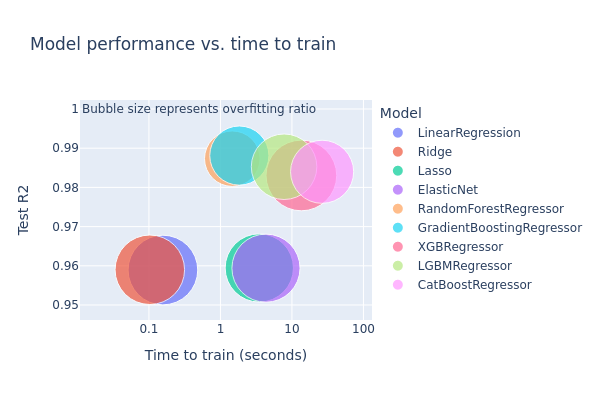 Model performance vs. time to train
Bubble size represents overfitting ratio
1
0.99
0.98
0.97
0.96
0.95
Test R2
0.1
1
10
100
Time to train (seconds)
Model
LinearRegression
Ridge
Lasso
ElasticNet
RandomForestRegressor
GradientBoostingRegressor
XGBRegressor
LGBMRegressor
CatBoostRegressor